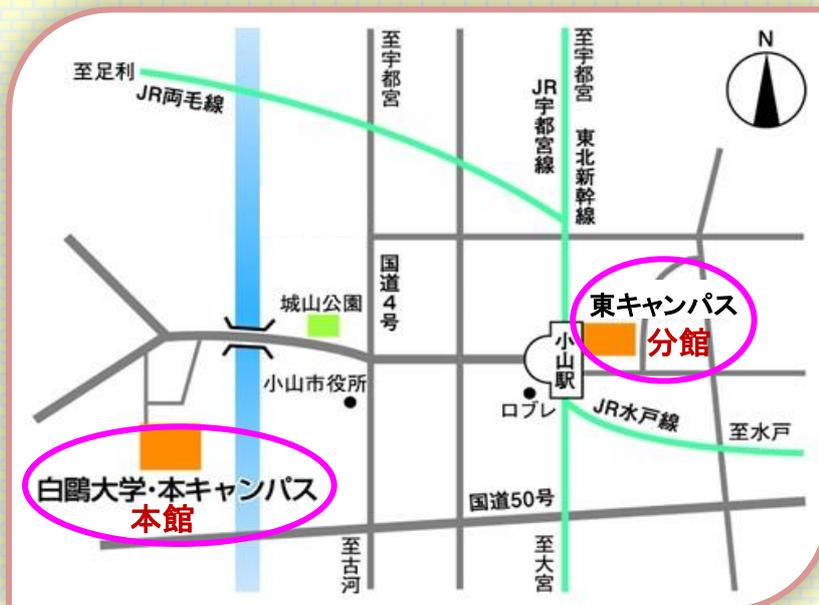 至足利
JR両毛線
至宇都宮
至宇都宮
JR宇都宮線
東北新幹線
N
国道4号
城山公園
小山市役所
小山駅
ロブレ
東キャンパス
分館
JR水戸線
至水戸
白鷗大学・本キャンパス
本館
国道50号
至古河
至大宮